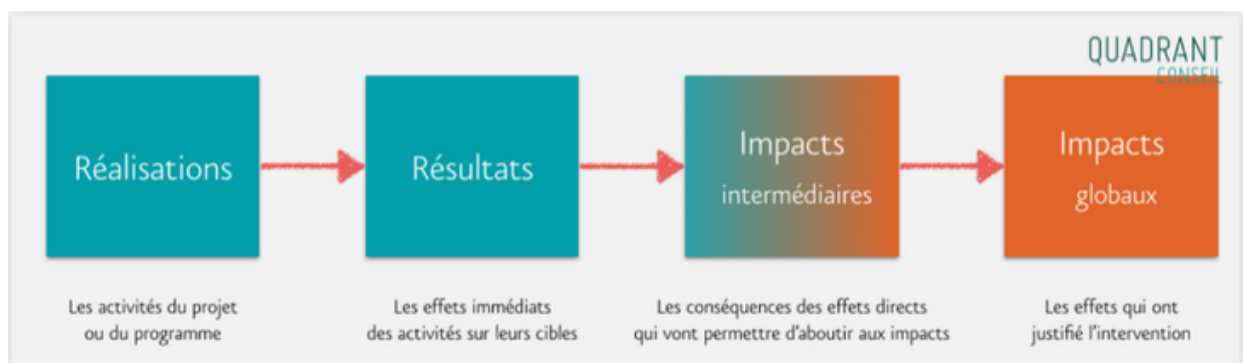 QUADRANT
CONSEIL
Réalisations
Résultats
Impacts
intermédiaires
Impacts
globaux
Les activités du projet
ou du programme
Les effets immédiats
des activités sur leurs cibles
Les conséquences des effets directs
qui vont permettre d'aboutir aux impacts
Les effets qui ont
justifié l'intervention